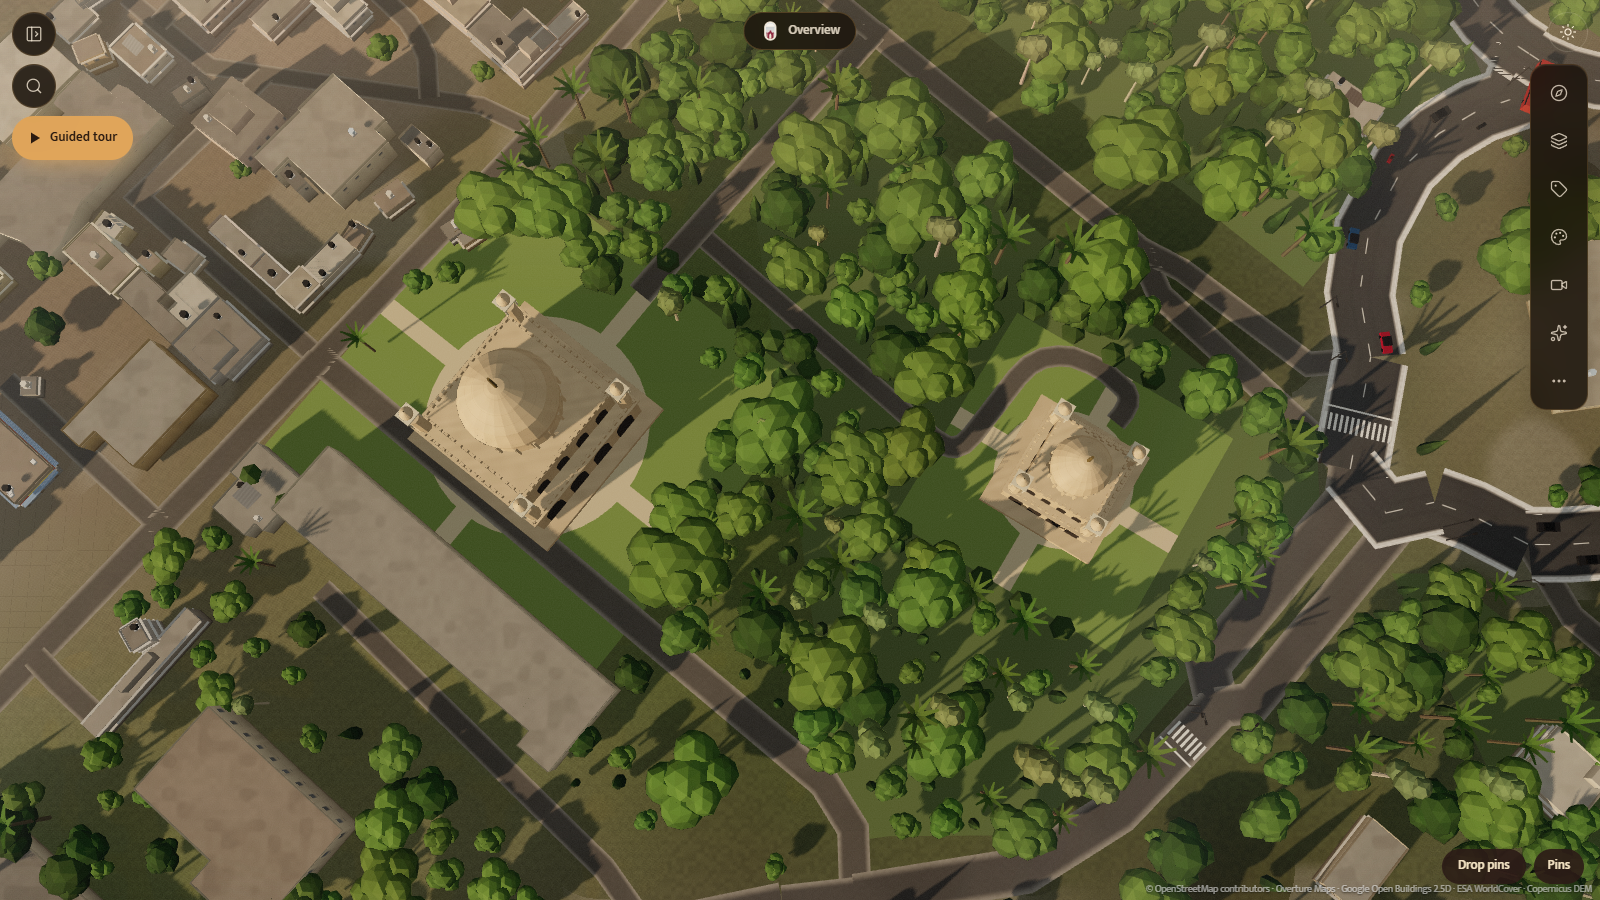 Overview
Guided tour
Drop pins
Pins
© OpenStreetMap contributors · Overture Maps · Google Open Buildings 2.5D · ESA WorldCover · Copernicus DEM